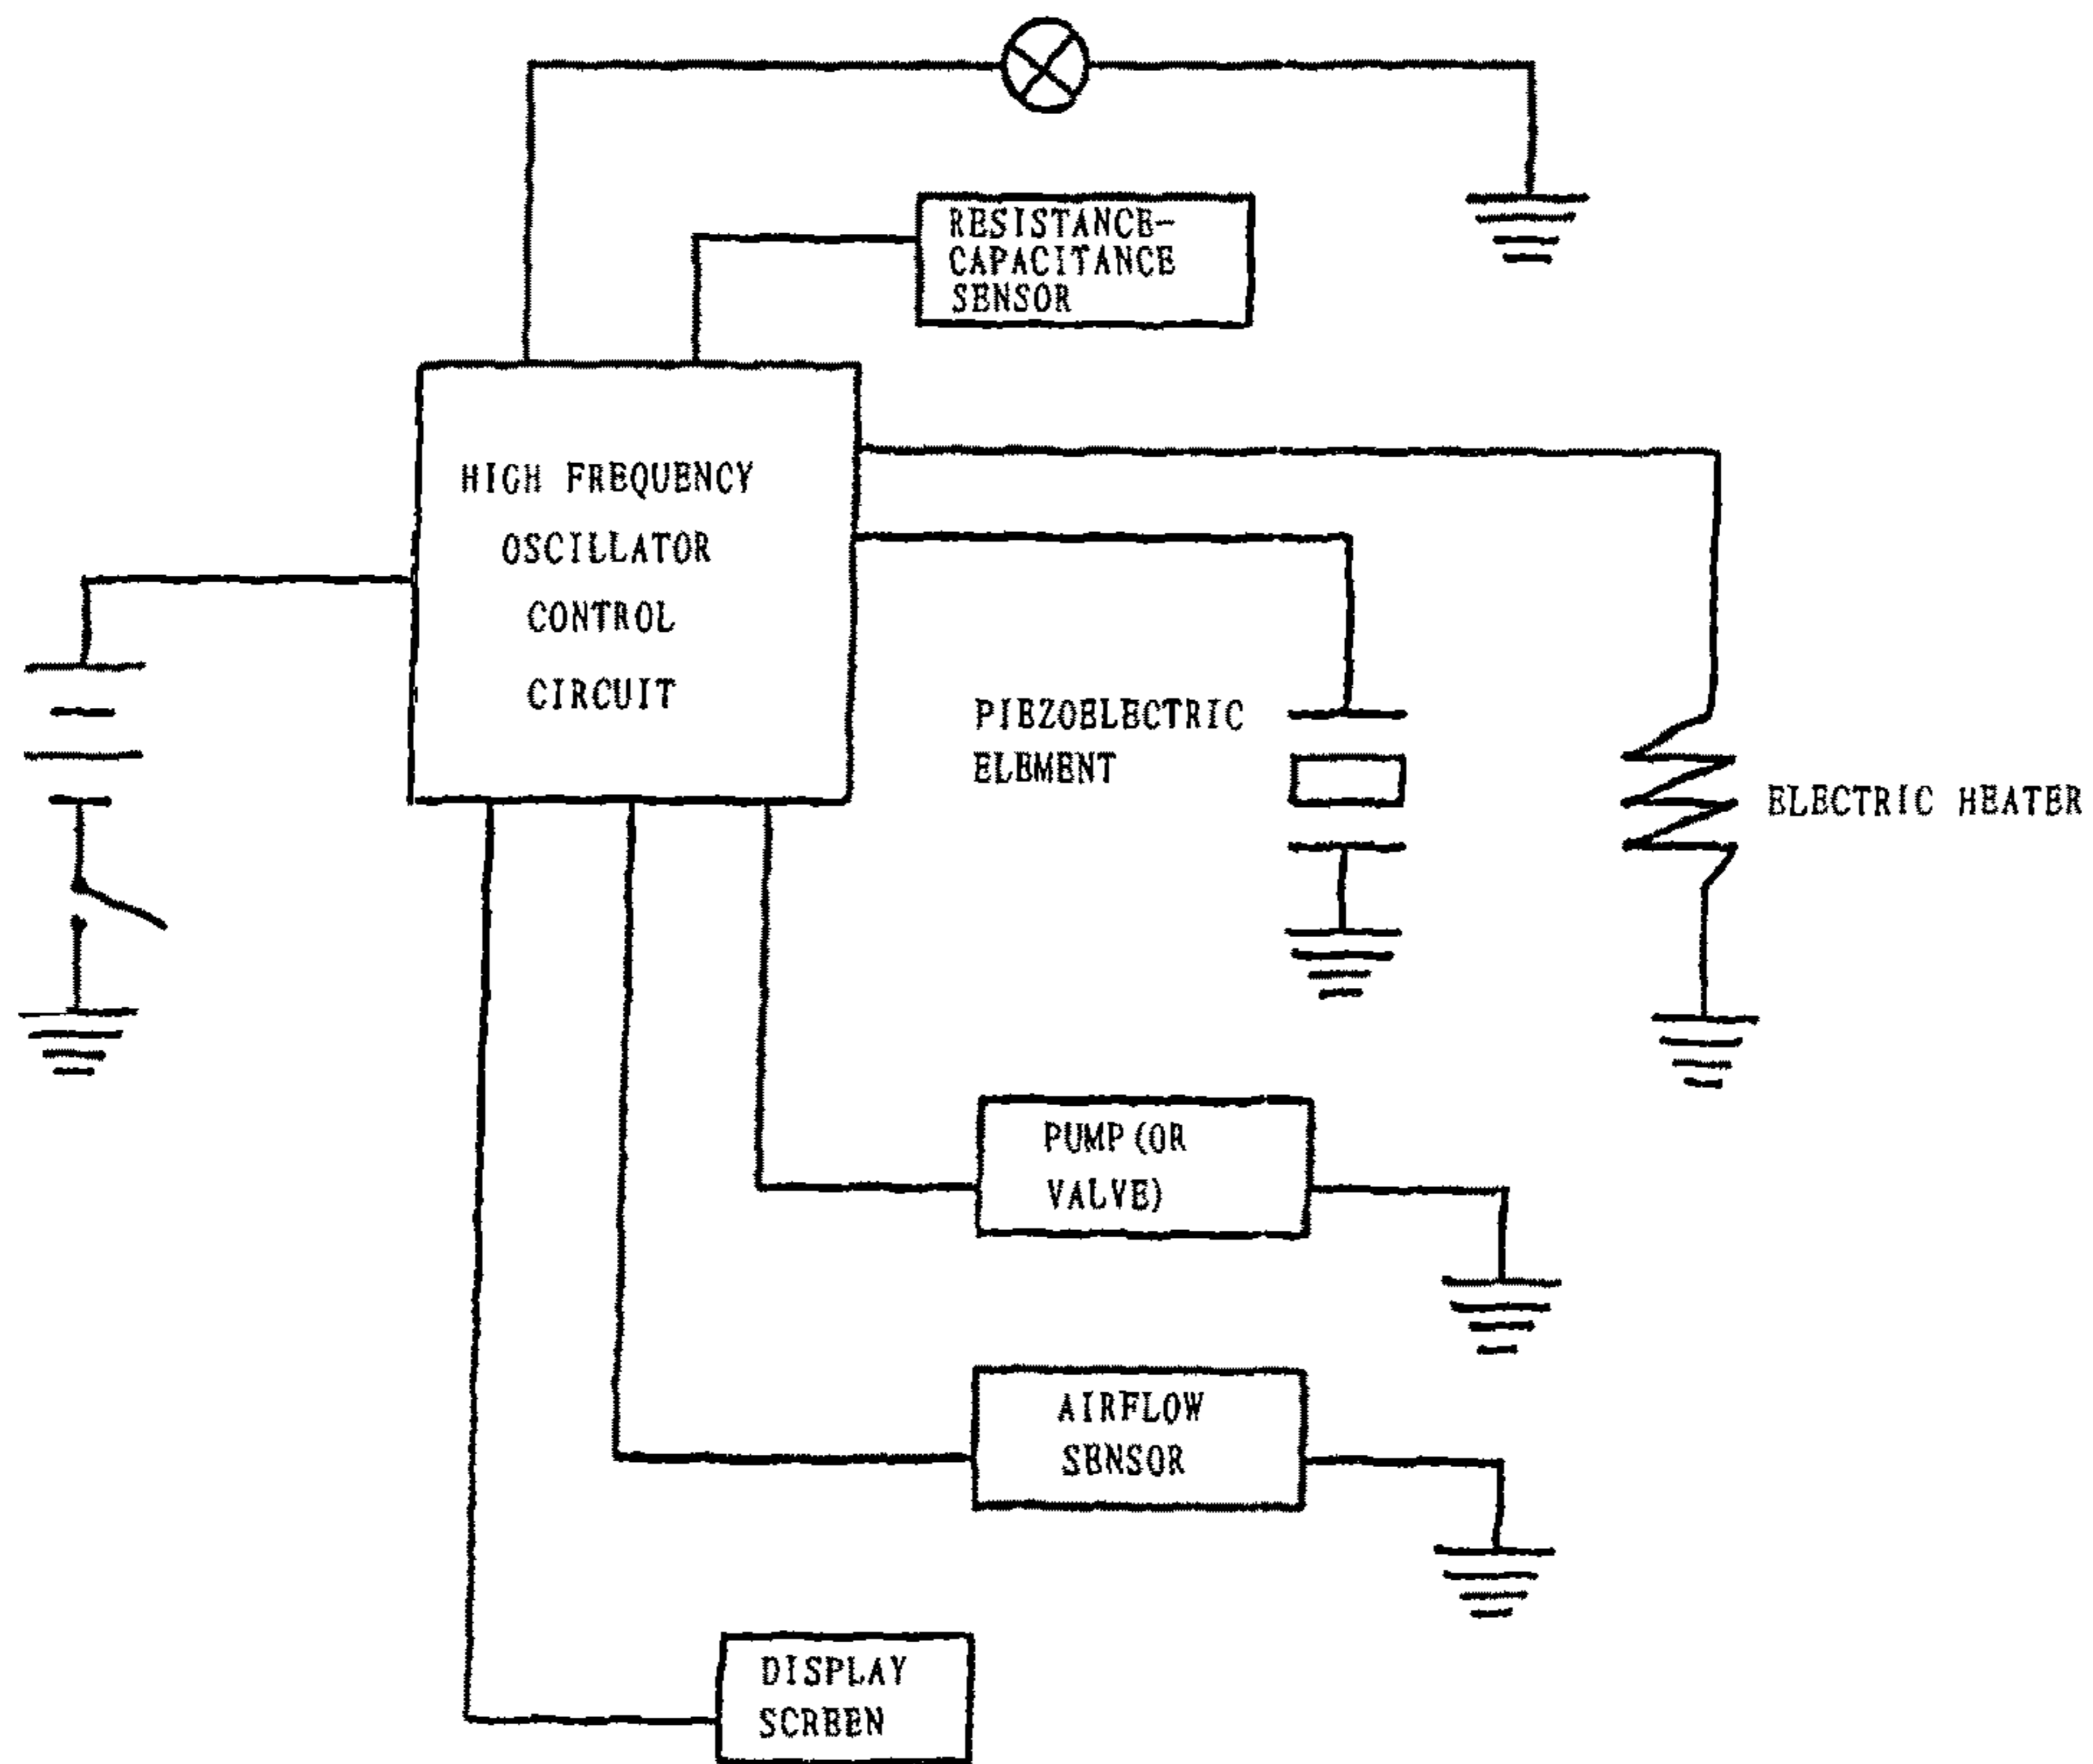 RESISTANCE-
CAPACITANCE
SENSOR
HIGH FREQUENCY
OSCILLATOR
CONTROL
CIRCUIT
PIEZOELECTRIC
ELEMENT
ELECTRIC HEATER
PUMP(OR
VALVE)
AIRFLOW
SENSOR
DISPLAY
SCREEN